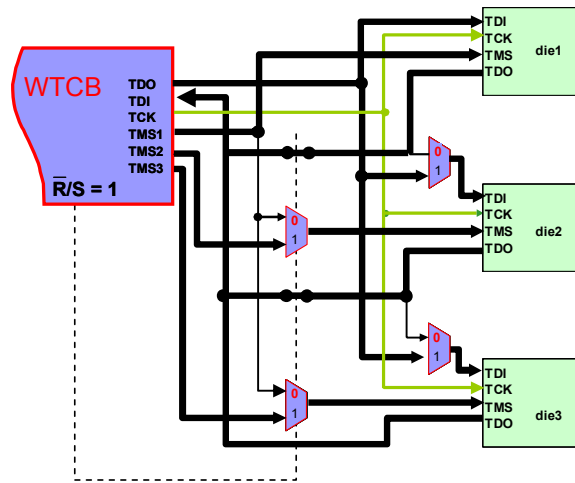 WTCB
TDO
TDI
TCK
TMS1
TMS2
TMS3
R̅/S = 1
TDI
TCK
TMS
TDO
die1
0
1
TDI
TCK
TMS
TDO
die2
0
1
0
1
TDI
TCK
TMS
TDO
die3
0
1